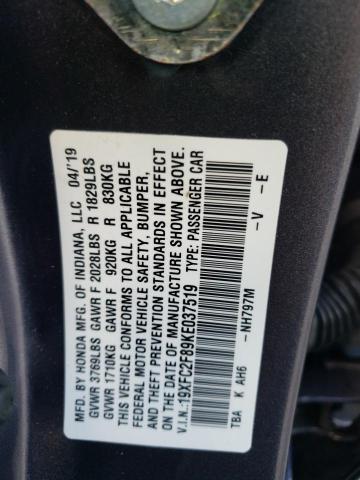 MFD. BY HONDA MFG. OF INDIANA, LLC 04/'19
GVWR 3769LBS GAWR F 2028LBS R 1829LBS
GVWR 1710KG GAWR F 920KG R 830KG
THIS VEHICLE CONFORMS TO ALL APPLICABLE
FEDERAL MOTOR VEHICLE SAFETY, BUMPER,
AND THEFT PREVENTION STANDARDS IN EFFECT
ON THE DATE OF MANUFACTURE SHOWN ABOVE.
V.I.N.:19XFC2F89KE037519 TYPE: PASSENGER CAR
TBA K AH6 -NH797M -V -E